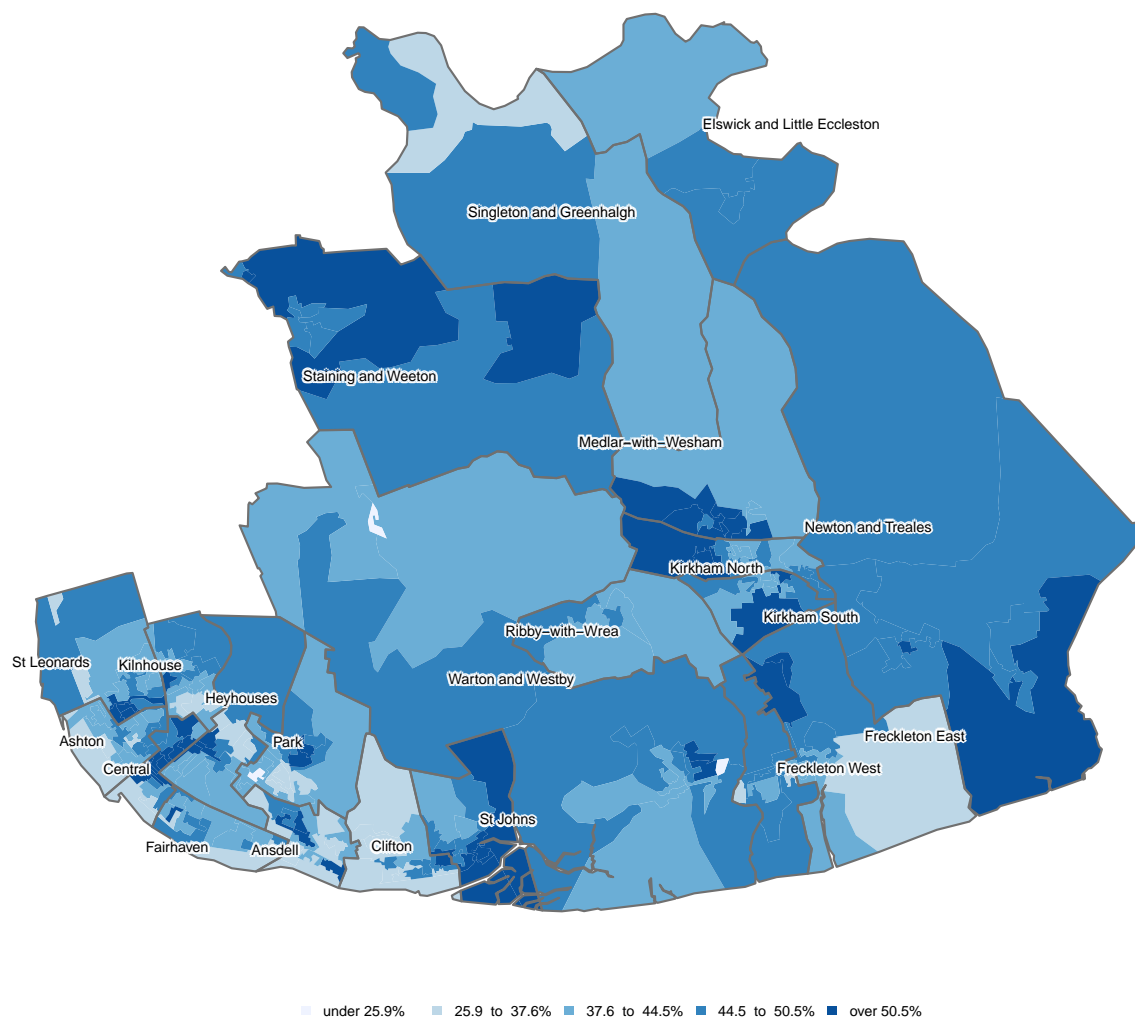 Elswick and Little Eccleston
Singleton and Greenhalgh
Staining and Weeton
Medlar−with−Wesham
Newton and Treales
Kirkham North
Kirkham South
Ribby−with−Wrea
St Leonards
Kilnhouse
Warton and Westby
Heyhouses
Ashton
Park
Freckleton East
Central
Freckleton West
St Johns
Fairhaven
Ansdell
Clifton
under 25.9% 25.9 to 37.6% 37.6 to 44.5% 44.5 to 50.5% over 50.5%